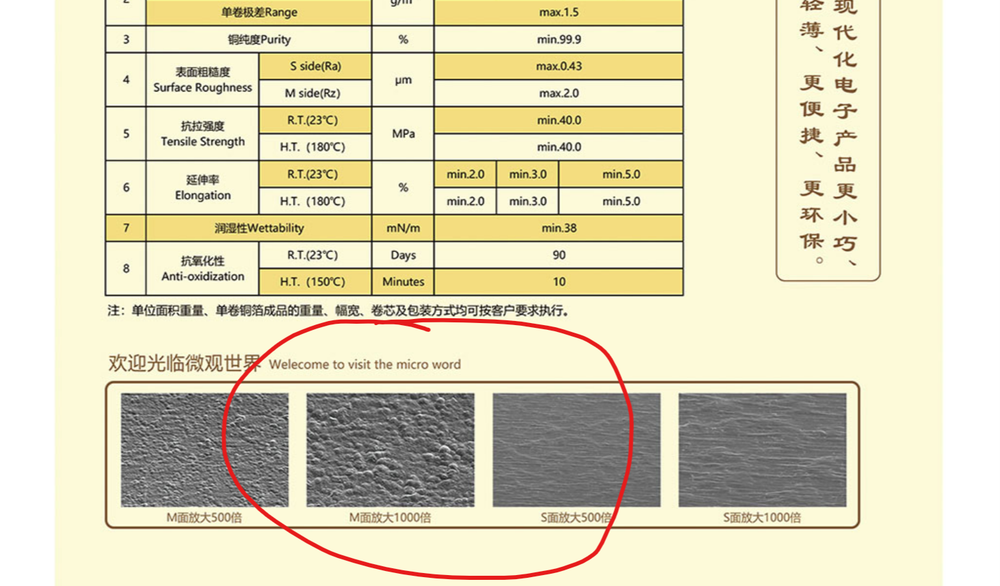 单卷极差Range max.1.5
3 铜纯度Purity % min.99.9
4 表面粗糙度 Surface Roughness S side(Ra) μm max.0.43
M side(Rz) max.2.0
5 抗拉强度 Tensile Strength R.T.(23℃) MPa min.40.0
H.T. (180℃) min.40.0
6 延伸率 Elongation R.T.(23℃) % min.2.0 min.3.0 min.5.0
H.T. (180℃) min.2.0 min.3.0 min.5.0
7 润湿性Wettability mN/m min.38
8 抗氧化性 Anti-oxidization R.T.(23℃) Days 90
H.T. (150℃) Minutes 10
注：单位面积重量、单卷铜箔成品的重量、幅宽、卷芯及包装方式均可按客户要求执行。
现代化电子产品更小巧、
轻薄、更便捷、更环保。
欢迎光临微观世界 Welecome to visit the micro word
M面放大500倍
M面放大1000倍
S面放大500倍
S面放大1000倍